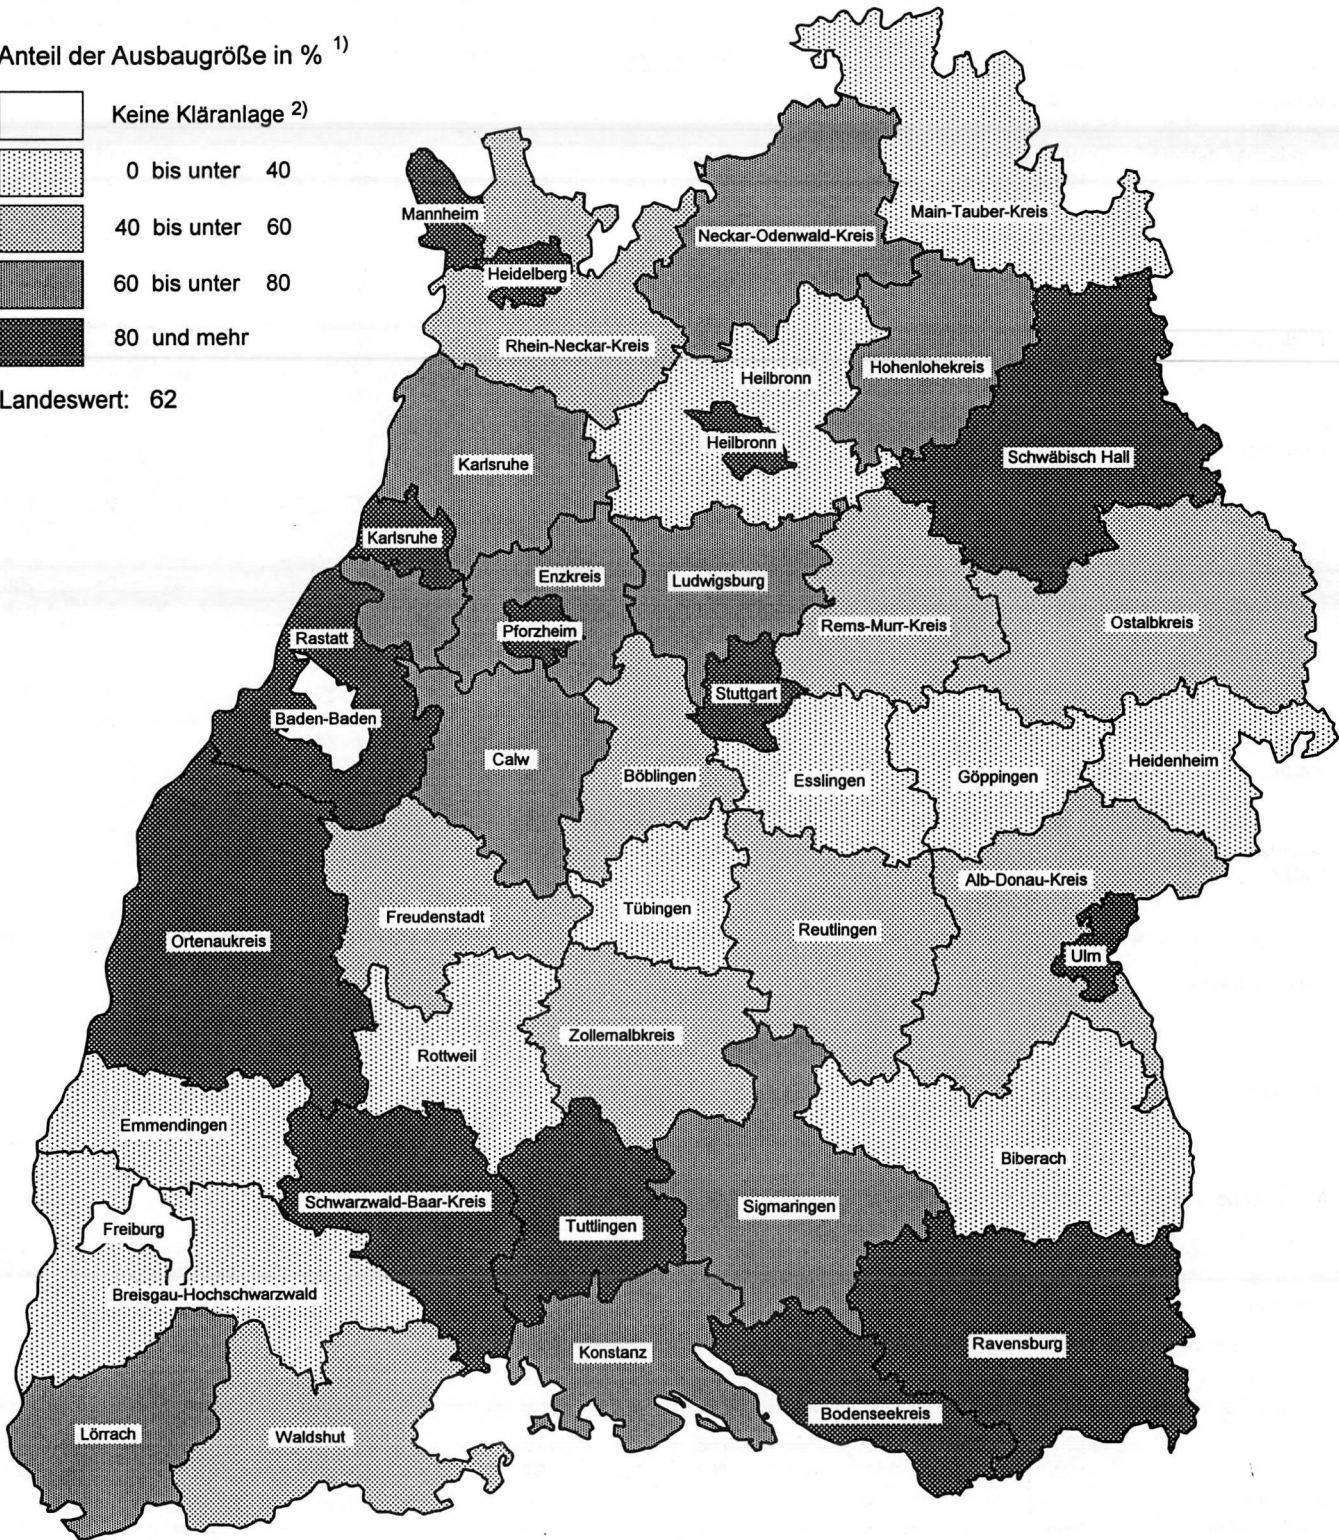 Anteil der Ausbaugröße in % 1)
Keine Kläranlage 2)
0 bis unter 40
40 bis unter 60
60 bis unter 80
80 und mehr
Landeswert: 62
Main-Tauber-Kreis
Mannheim
Neckar-Odenwald-Kreis
Heidelberg
Rhein-Neckar-Kreis
Hohenlohekreis
Heilbronn
Heilbronn
Schwäbisch Hall
Karlsruhe
Karlsruhe
Enzkreis
Ludwigsburg
Ostalbkreis
Rems-Murr-Kreis
Pforzheim
Rastatt
Stuttgart
Baden-Baden
Calw
Böblingen
Esslingen
Göppingen
Heidenheim
Alb-Donau-Kreis
Tübingen
Freudenstadt
Reutlingen
Ortenaukreis
Ulm
Zollernalbkreis
Rottweil
Emmendingen
Biberach
Schwarzwald-Baar-Kreis
Sigmaringen
Tuttlingen
Freiburg
Breisgau-Hochschwarzwald
Ravensburg
Konstanz
Bodenseekreis
Lörrach
Waldshut